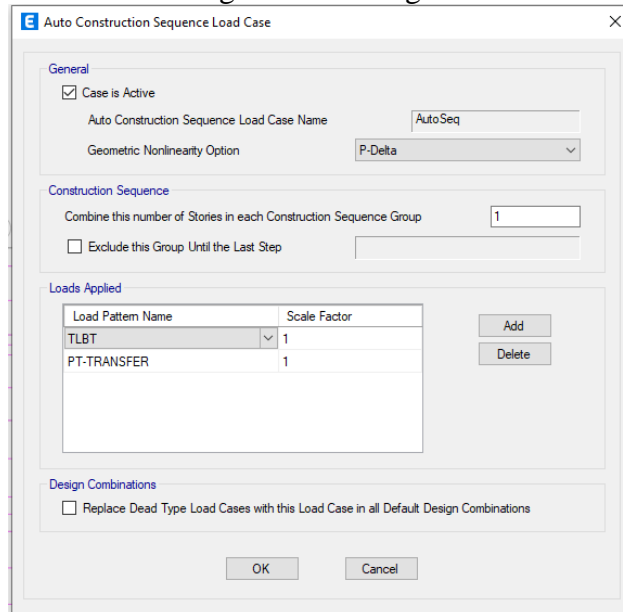 E Auto Construction Sequence Load Case
General
Case is Active
Auto Construction Sequence Load Case Name AutoSeq
Geometric Nonlinearity Option P-Delta
Construction Sequence
Combine this number of Stories in each Construction Sequence Group 1
Exclude this Group Until the Last Step
Loads Applied
Load Pattern Name Scale Factor
TLBT 1
PT-TRANSFER 1
Add
Delete
Design Combinations
Replace Dead Type Load Cases with this Load Case in all Default Design Combinations
OK Cancel